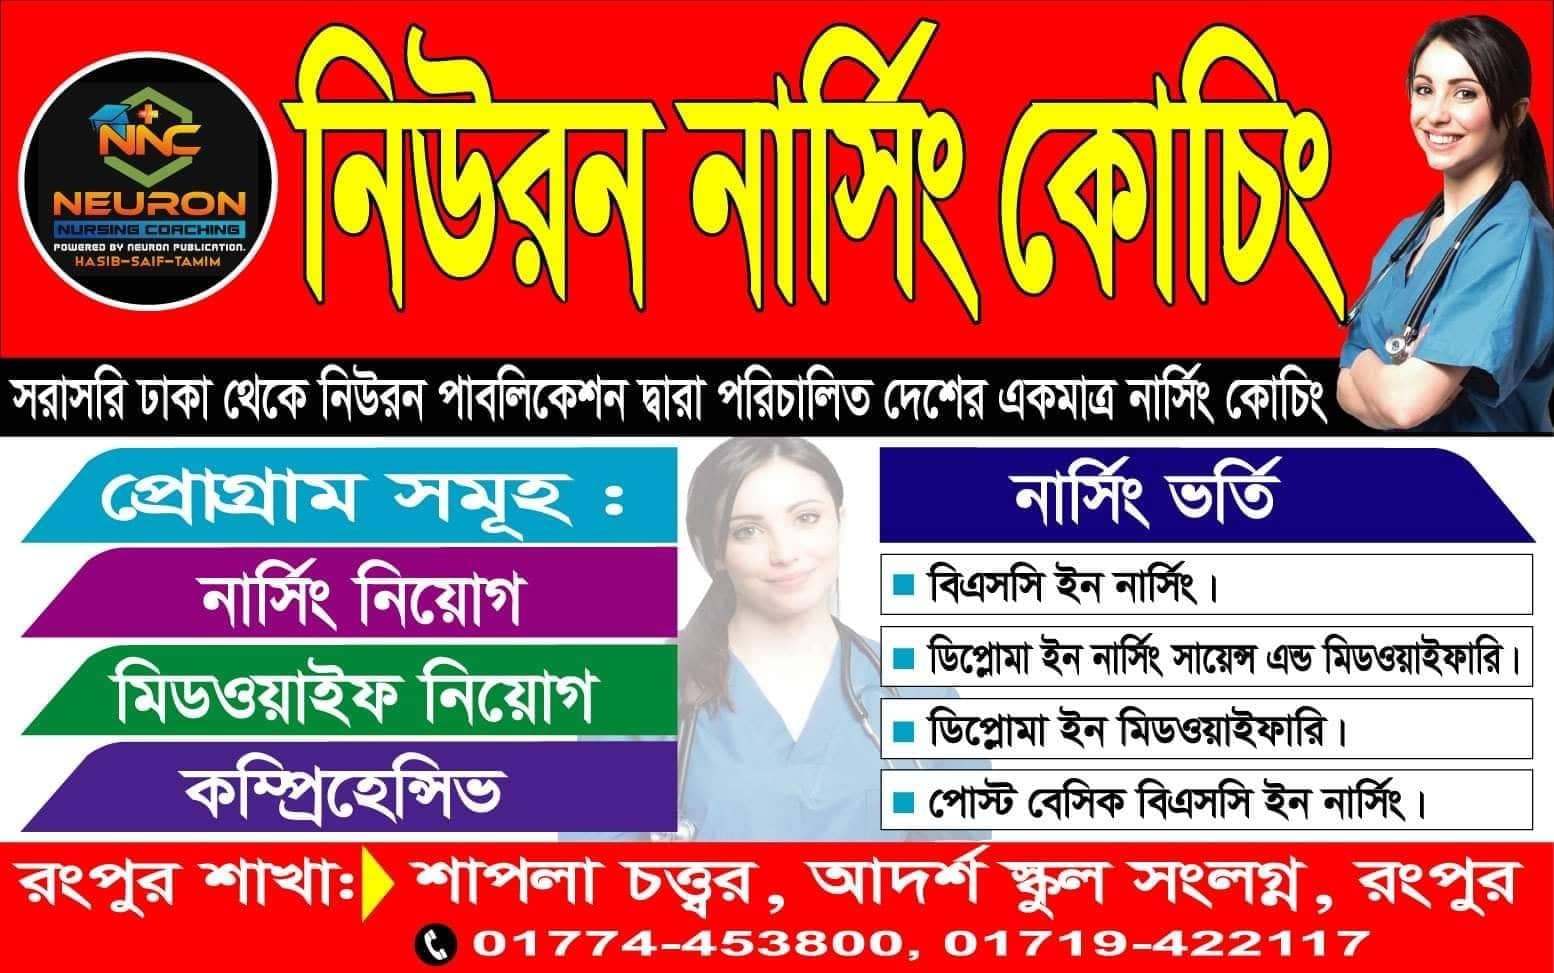 NNC
NEURON
NURSING COACHING
POWERED BY NEURON PUBLICATION.
HASIB-SAIF-TAMIM
নিউরন নার্সিং কোচিং
সরাসরি ঢাকা থেকে নিউরন পাবলিকেশন দ্বারা পরিচালিত দেশের একমাত্র নার্সিং কোচিং
প্রোগ্রাম সমূহ :
নার্সিং নিয়োগ
মিডওয়াইফ নিয়োগ
কম্প্রিহেন্সিভ
নার্সিং ভর্তি
বিএসসি ইন নার্সিং।
ডিপ্লোমা ইন নার্সিং সায়েন্স এন্ড মিডওয়াইফারি।
ডিপ্লোমা ইন মিডওয়াইফারি।
পোস্ট বেসিক বিএসসি ইন নার্সিং।
রংপুর শাখা: শাপলা চত্ত্বর, আদর্শ স্কুল সংলগ্ন, রংপুর
01774-453800, 01719-422117